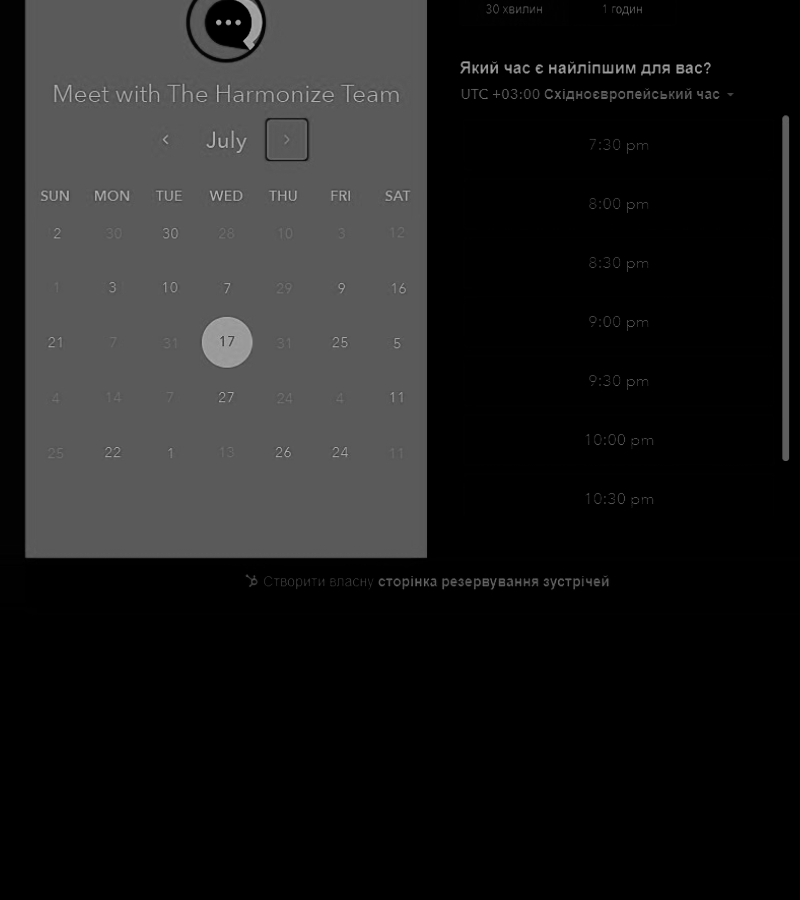 30 хвилин 1 годин
Meet with The Harmonize Team
July
SUN MON TUE WED THU FRI SAT
2 30 30 28 10 3 12
1 3 10 7 29 9 16
21 7 31 17 31 25 5
4 14 7 27 24 4 11
25 22 1 13 26 24 11
Який час є найліпшим для вас?
UTC +03:00 Східноєвропейський час
7:30 pm
8:00 pm
8:30 pm
9:00 pm
9:30 pm
10:00 pm
10:30 pm
Створити власну сторінка резервування зустрічей